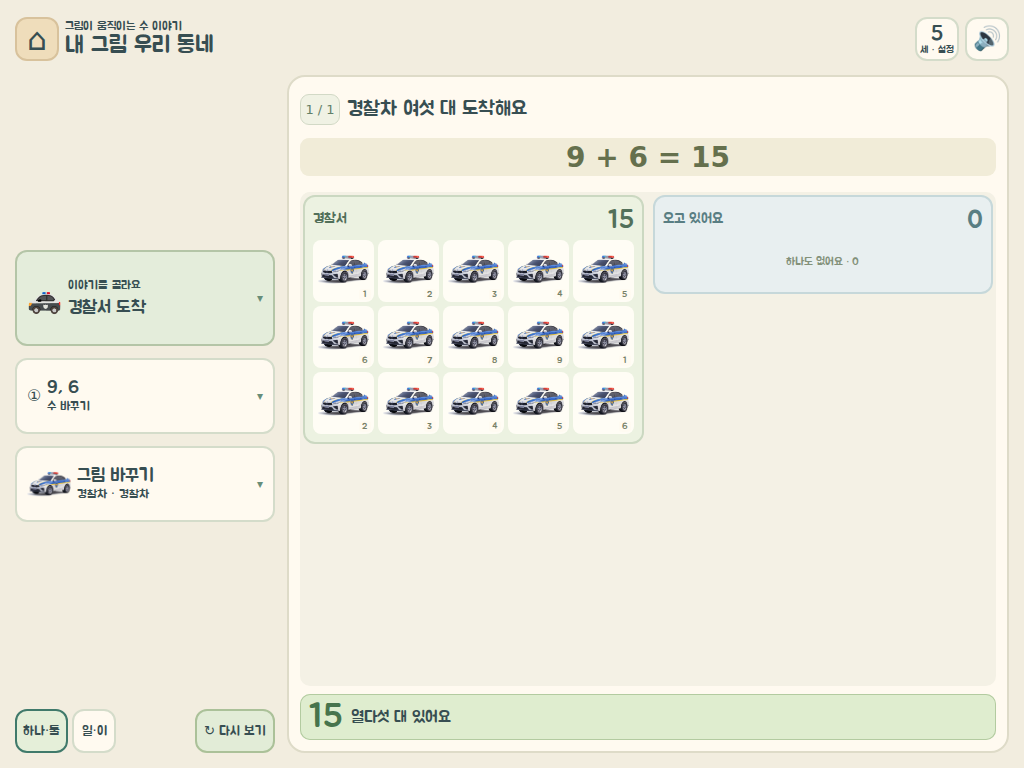 그림이 움직이는 수 이야기
내 그림 우리 동네
5
세 · 설정
이야기를 골라요
경찰서 도착
① 9, 6
수 바꾸기
그림 바꾸기
경찰차 · 경찰차
하나·둘
일·이
↻ 다시 보기
1 / 1
경찰차 여섯 대 도착해요
9 + 6 = 15
경찰서
15
1
2
3
4
5
6
7
8
9
1
2
3
4
5
6
오고 있어요
0
하나도 없어요 · 0
15 열다섯 대 있어요